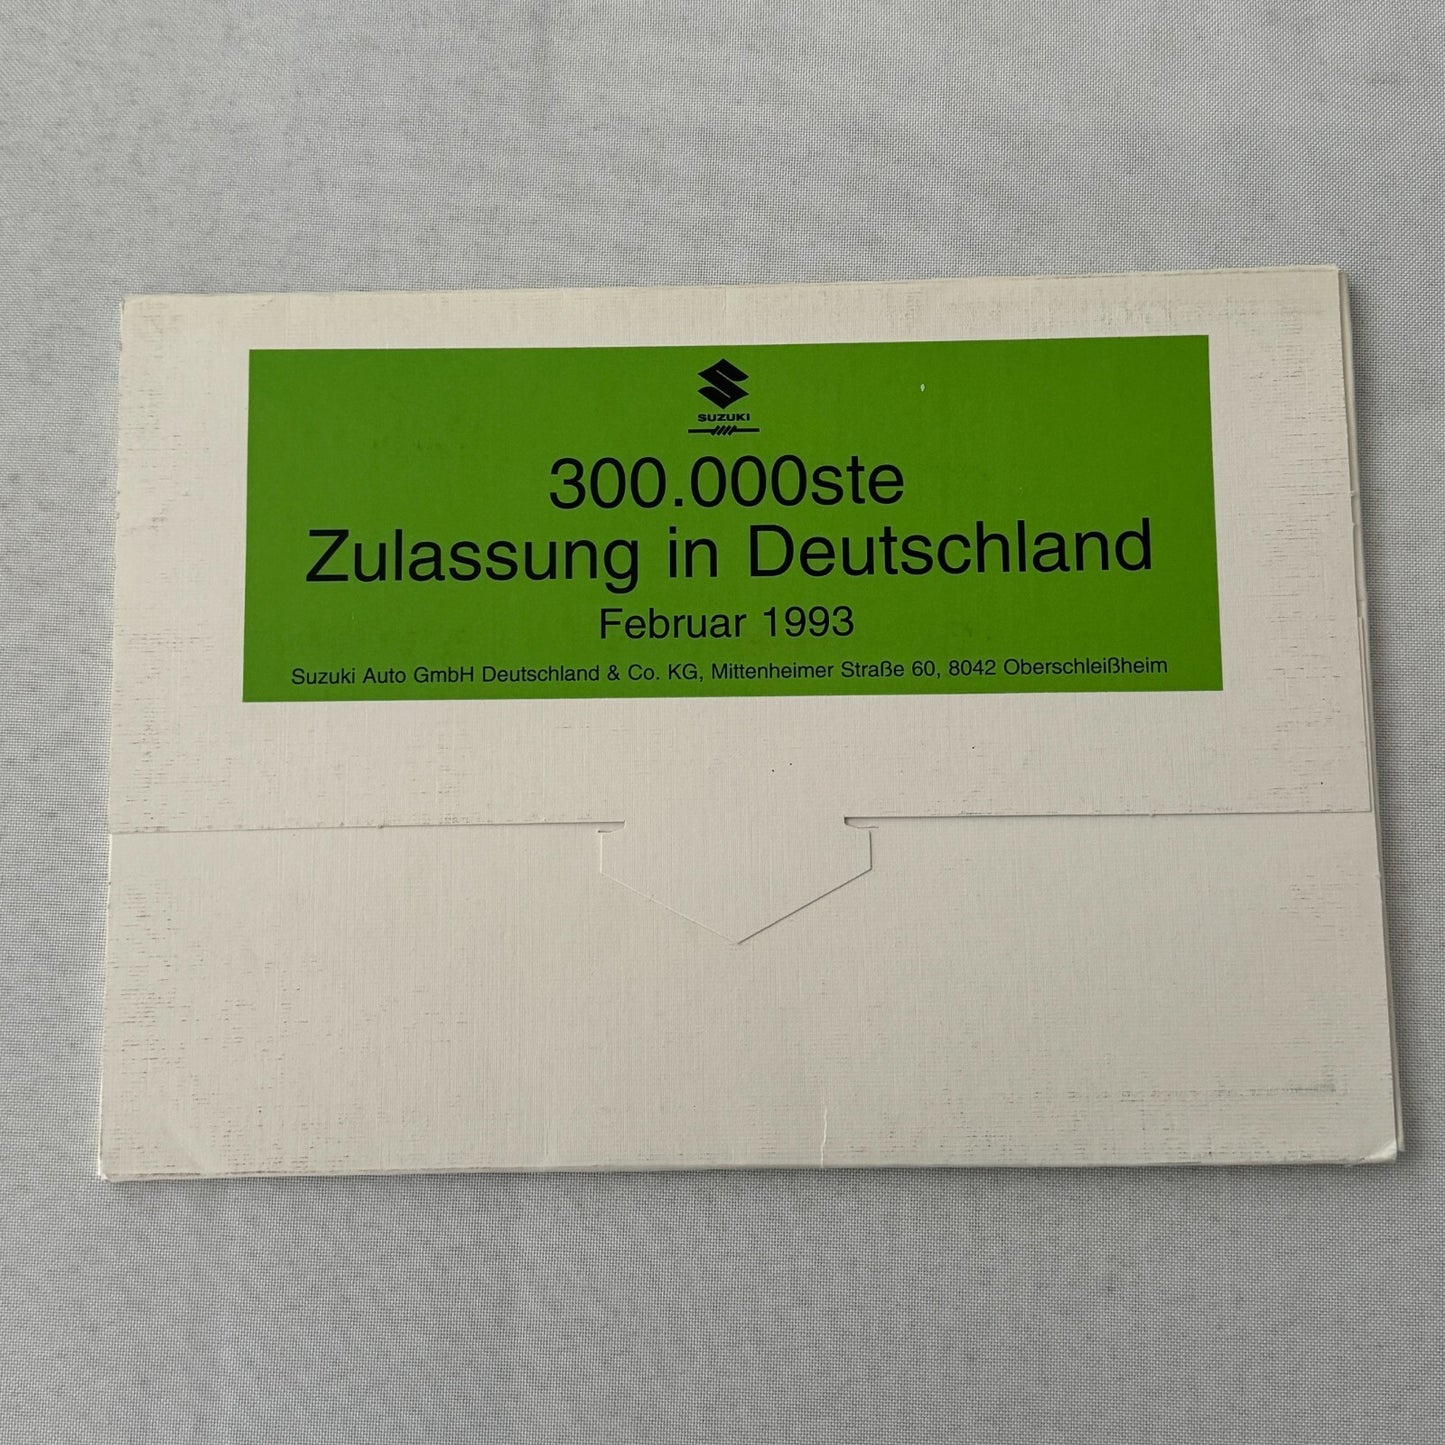 SUZUKI
300.000ste
Zulassung in Deutschland
Februar 1993
Suzuki Auto GmbH Deutschland & Co. KG, Mittenheimer Straße 60, 8042 Oberschleißheim